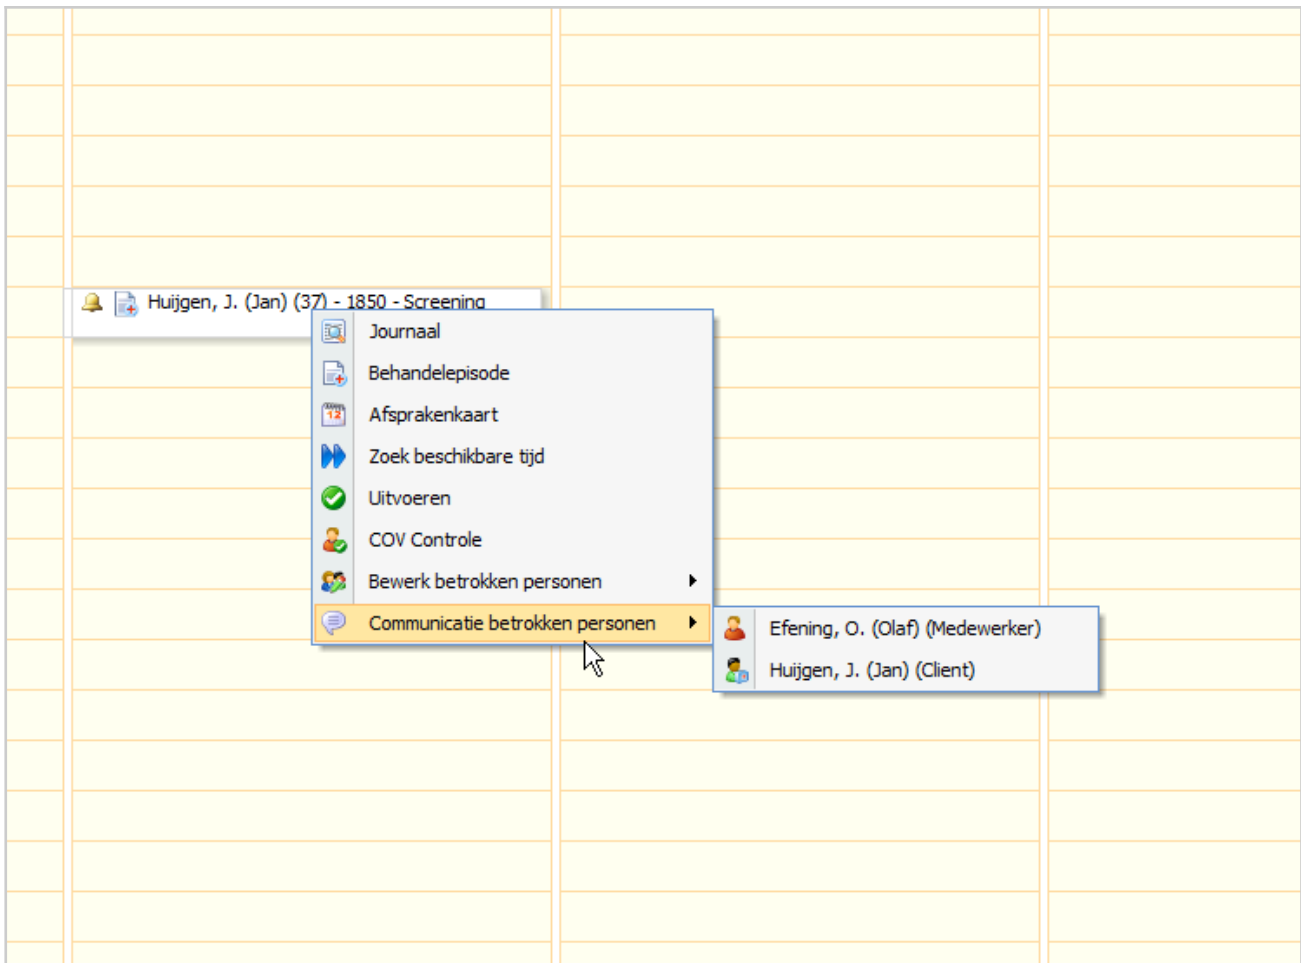 Huijgen, J. (Jan) (37) - 1850 - Screening
Journaal
Behandelepisode
12
Afsprakenkaart
Zoek beschikbare tijd
Uitvoeren
COV Controle
Bewerk betrokken personen
Communicatie betrokken personen
Efening, O. (Olaf) (Medewerker)
Huijgen, J. (Jan) (Client)